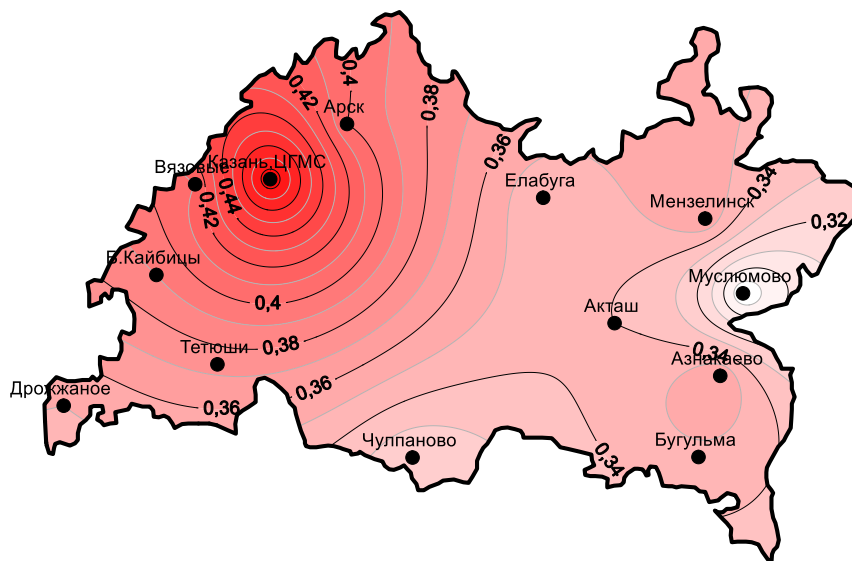 0,4
0,42
0,38
Арск
0,36
Казань,ЦГМС
Вязовые
0,34
Елабуга
0,44
0,42
Мензелинск
0,32
Б.Кайбицы
Муслюмово
0,4
Акташ
0,38
Тетюши
0,34
Азнакаево
Дрожжаное
0,36
0,36
Чулпаново
0,34
Бугульма